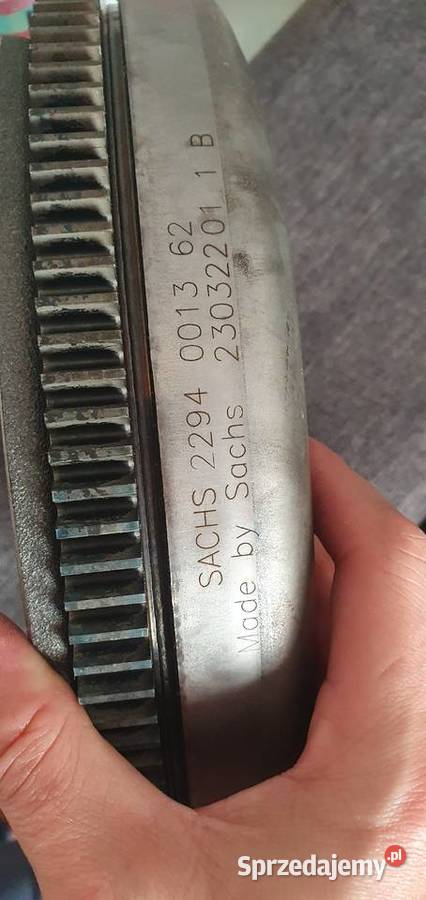 SACHS 2294 0013 62
Made by Sachs 23032201 1 B
Sprzedajemy.pl